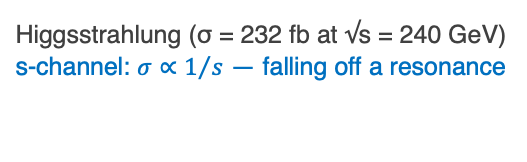 Higgsstrahlung (σ = 232 fb at √s = 240 GeV)
s-channel: σ ∝ 1/s — falling off a resonance